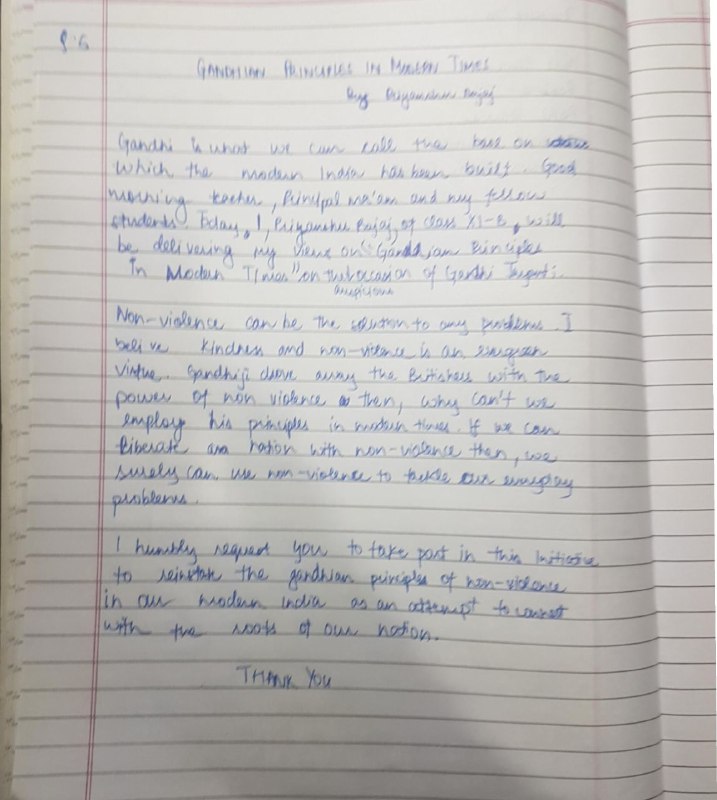 Q.6
GANDHIAN PRINCIPLES IN MODERN TIMES
By Priyanshu Bajaj
Gandhi is what we can call the base on
which the modern India has been built. Good
morning teacher, Principal ma'am and my fellow
students. Today, I, Priyanshu Bajaj, of class XI-E, will
be delivering my views on "Gandhian Principles
In Modern Times" on the occasion of Gandhi Jayanti.
auspicious
Non-violence can be the solution to any problems. I
belive kindness and non-violence is an evergreen
virtue. Gandhiji drove away the Britishers with the
power of non violence then, why can't we
employ his principles in modern times. If we can
liberate a nation with non-violence then, we
surely can use non-violence to tackle our everyday
problems.
I humbly request you to take part in this initiative
to reinstate the gandhian principles of non-violence
in our modern india as an attempt to connect
with the roots of our nation.
THANK YOU